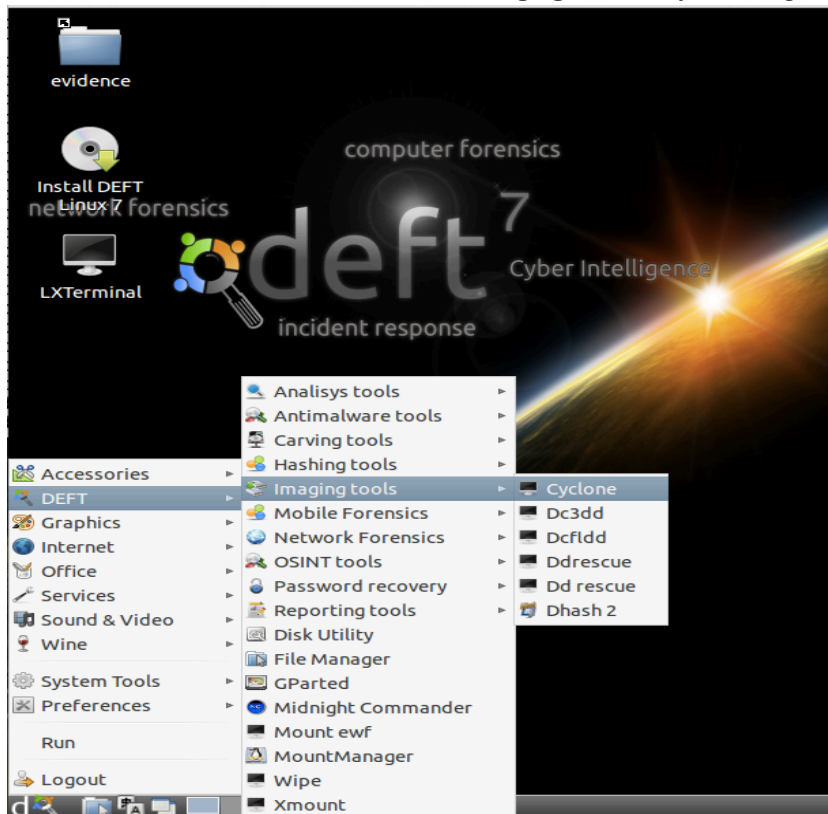 evidence
computer forensics
Install DEFT
Linux 7
network forensics
deft 7
Cyber Intelligence
LXTerminal
incident response
Accessories
DEFT
Graphics
Internet
Office
Services
Sound & Video
Wine
System Tools
Preferences
Run
Logout
Analisys tools
Antimalware tools
Carving tools
Hashing tools
Imaging tools
Mobile Forensics
Network Forensics
OSINT tools
Password recovery
Reporting tools
Disk Utility
File Manager
GParted
Midnight Commander
Mount ewf
MountManager
Wipe
Xmount
Cyclone
Dc3dd
Dcfldd
Ddrescue
Dd rescue
Dhash 2